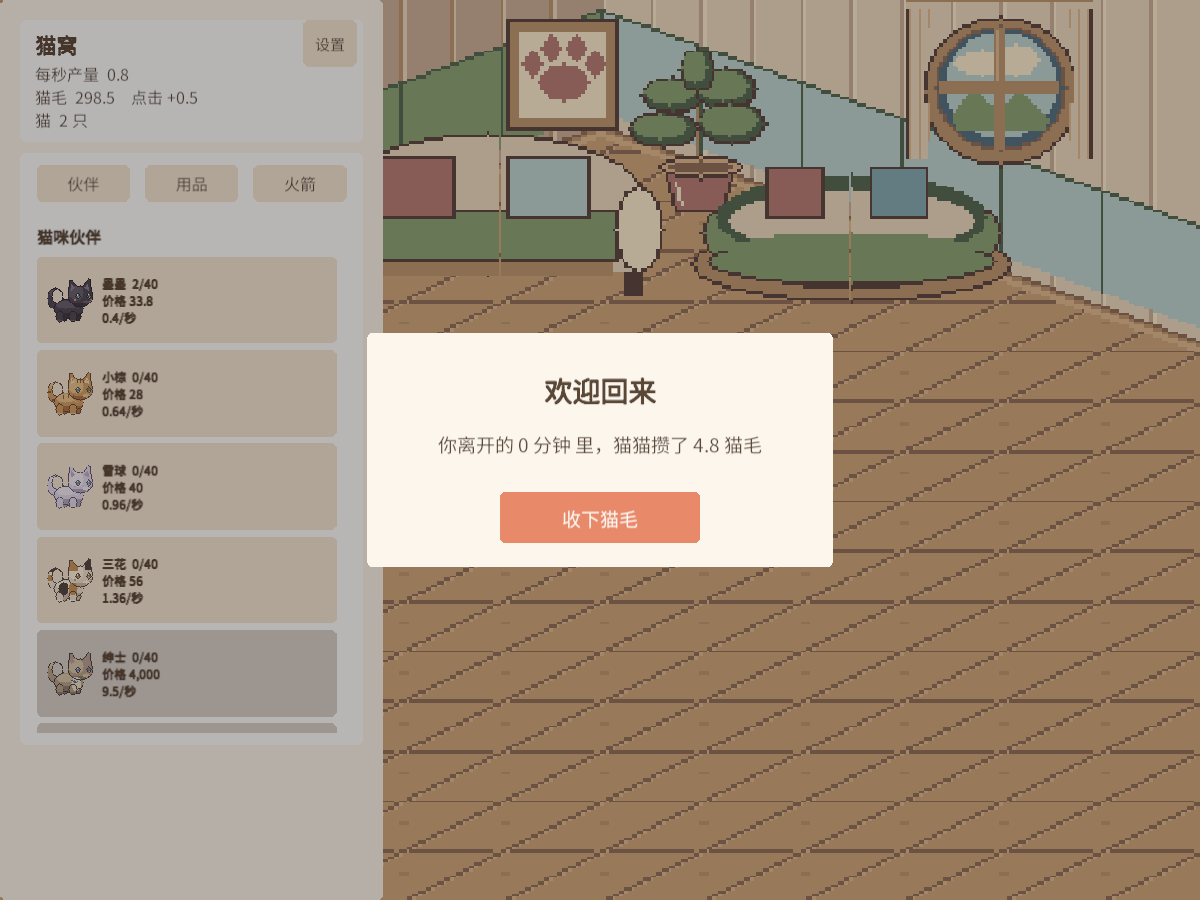 猫窝
设置
每秒产量 0.8
猫毛 298.5 点击 +0.5
猫 2 只
伙伴
用品
火箭
猫咪伙伴
墨墨 2/40
价格 33.8
0.4/秒
小棕 0/40
价格 28
0.64/秒
雪球 0/40
价格 40
0.96/秒
三花 0/40
价格 56
1.36/秒
绅士 0/40
价格 4,000
9.5/秒
欢迎回来
你离开的 0 分钟 里，猫猫攒了 4.8 猫毛
收下猫毛